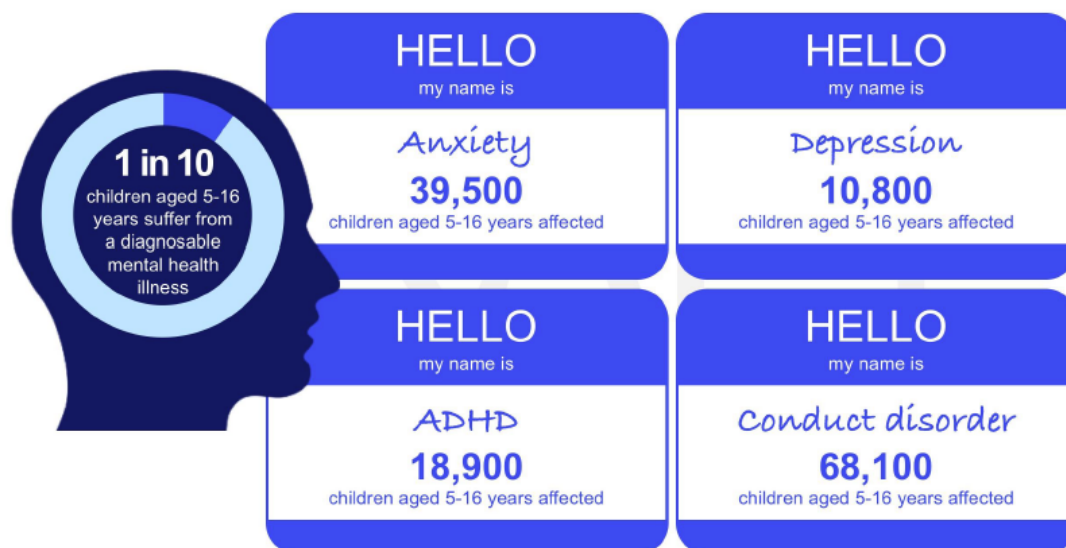 1 in 10
children aged 5-16
years suffer from
a diagnosable
mental health
illness
HELLO
my name is
Anxiety
39,500
children aged 5-16 years affected
HELLO
my name is
Depression
10,800
children aged 5-16 years affected
HELLO
my name is
ADHD
18,900
children aged 5-16 years affected
HELLO
my name is
Conduct disorder
68,100
children aged 5-16 years affected